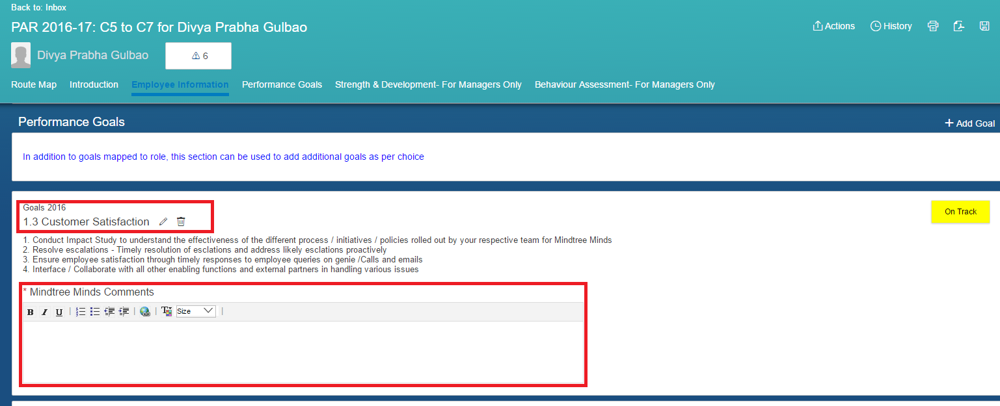 Back to: Inbox
PAR 2016-17: C5 to C7 for Divya Prabha Gulbao
Actions
History
Divya Prabha Gulbao
6
Route Map
Introduction
Employee Information
Performance Goals
Strength & Development- For Managers Only
Behaviour Assessment- For Managers Only
Performance Goals
+ Add Goal
In addition to goals mapped to role, this section can be used to add additional goals as per choice
Goals 2016
1.3 Customer Satisfaction
On Track
1. Conduct Impact Study to understand the effectiveness of the different process / initiatives / policies rolled out by your respective team for Mindtree Minds
2. Resolve escalations - Timely resolution of esclations and address likely esclations proactively
3. Ensure employee satisfaction through timely responses to employee queries on genie /Calls and emails
4. Interface / Collaborate with all other enabling functions and external partners in handling various issues
* Mindtree Minds Comments
B I U
Size